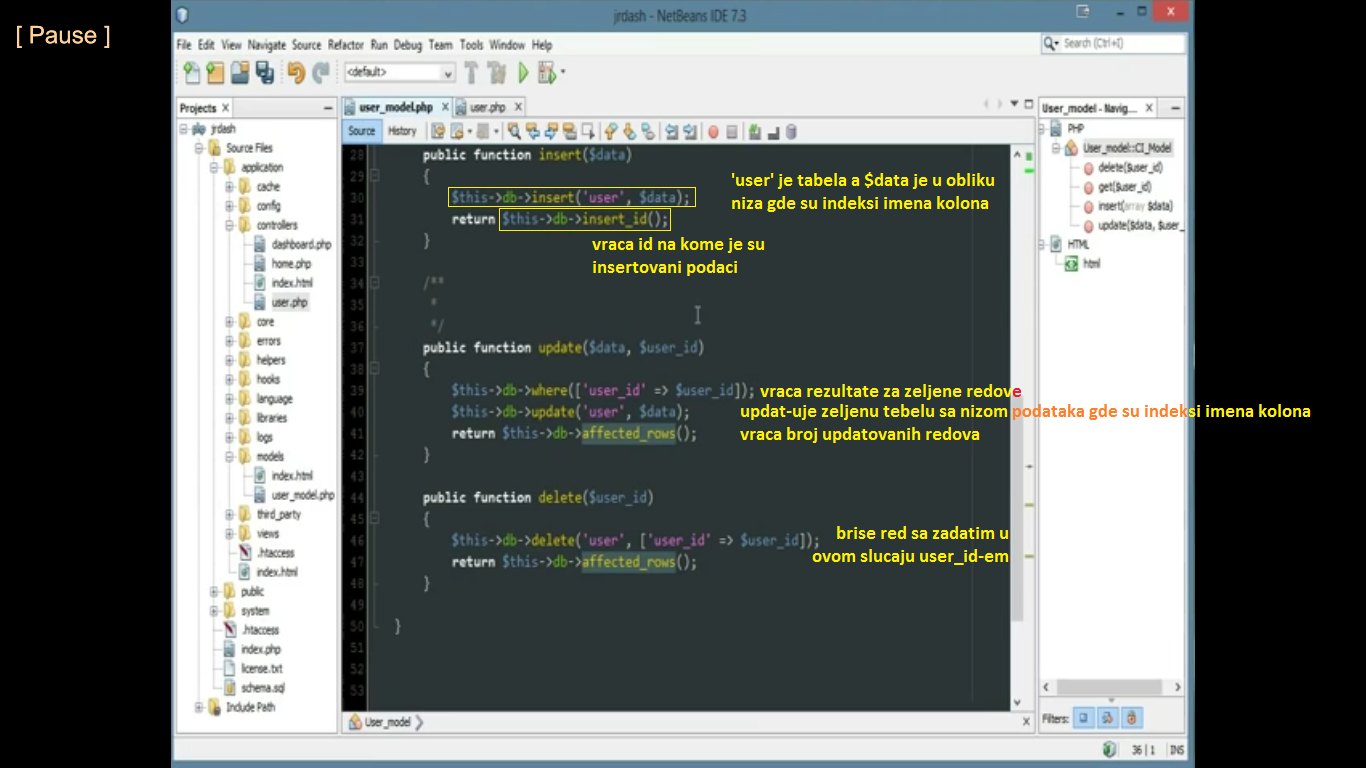 [ Pause ]
jrdash - NetBeans IDE 7.3
File Edit View Navigate Source Refactor Run Debug Team Tools Window Help
Search (Ctrl+I)
<default>
Projects
user_model.php
user.php
User_model - Navig...
Source
History
jrdash
Source Files
application
cache
config
controllers
dashboard.php
home.php
index.html
user.php
core
errors
helpers
hooks
language
libraries
logs
models
index.html
user_model.php
third_party
views
.htaccess
index.html
public
system
.htaccess
index.php
license.txt
schema.sql
Include Path
28 public function insert($data)
29 {
30 $this->db->insert('user', $data);
31 return $this->db->insert_id();
32 }
33
34 /**
35 *
36 */
37 public function update($data, $user_id)
38 {
39 $this->db->where(['user_id' => $user_id]);
40 $this->db->update('user', $data);
41 return $this->db->affected_rows();
42 }
43
44 public function delete($user_id)
45 {
46 $this->db->delete('user', ['user_id' => $user_id]);
47 return $this->db->affected_rows();
48 }
49
50 }
51
52
53
'user' je tabela a $data je u obliku
niza gde su indeksi imena kolona
vraca id na kome je su
insertovani podaci
vraca rezultate za zeljene redove
updat-uje zeljenu tebelu sa nizom podataka gde su indeksi imena kolona
vraca broj updatovanih redova
brise red sa zadatim u
ovom slucaju user_id-em
PHP
User_model::CI_Model
delete($user_id)
get($user_id)
insert(array $data)
update($data, $user_
HTML
html
User_model
Filters:
36 | 1
INS